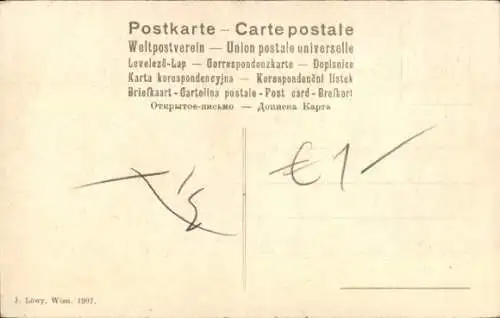 Postkarte – Carte postale
Weltpostverein — Union postale universelle
Levelező-Lap — Correspondenzkarte — Dopisnice
Karta korespondencyjna — Korespondenční lístek
Briefkaart - Cartolina postale - Post card - Brefkort
Открытое-письмо — Дописна Карта
€1/
J. Löwy, Wien. 1907.